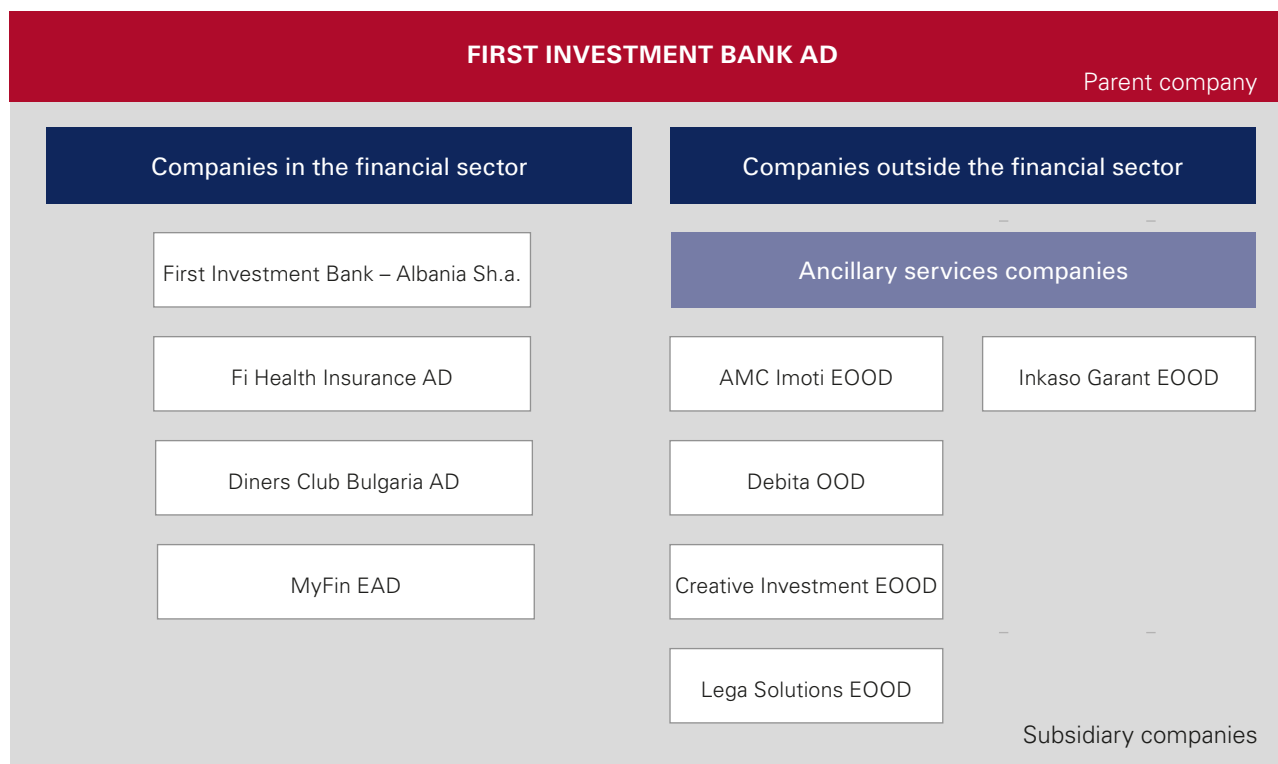 FIRST INVESTMENT BANK AD
Parent company
Companies in the financial sector
Companies outside the financial sector
First Investment Bank – Albania Sh.a.
Ancillary services companies
Fi Health Insurance AD
AMC Imoti EOOD
Inkaso Garant EOOD
Diners Club Bulgaria AD
Debita OOD
MyFin EAD
Creative Investment EOOD
Lega Solutions EOOD
Subsidiary companies